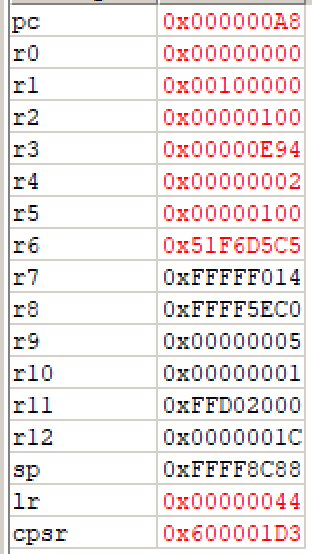 pc 0x000000A8
r0 0x00000000
r1 0x00100000
r2 0x00000100
r3 0x00000E94
r4 0x00000002
r5 0x00000100
r6 0x51F6D5C5
r7 0xFFFFF014
r8 0xFFFF5EC0
r9 0x00000005
r10 0x00000001
r11 0xFFD02000
r12 0x0000001C
sp 0xFFFF8C88
lr 0x00000044
cpsr 0x600001D3